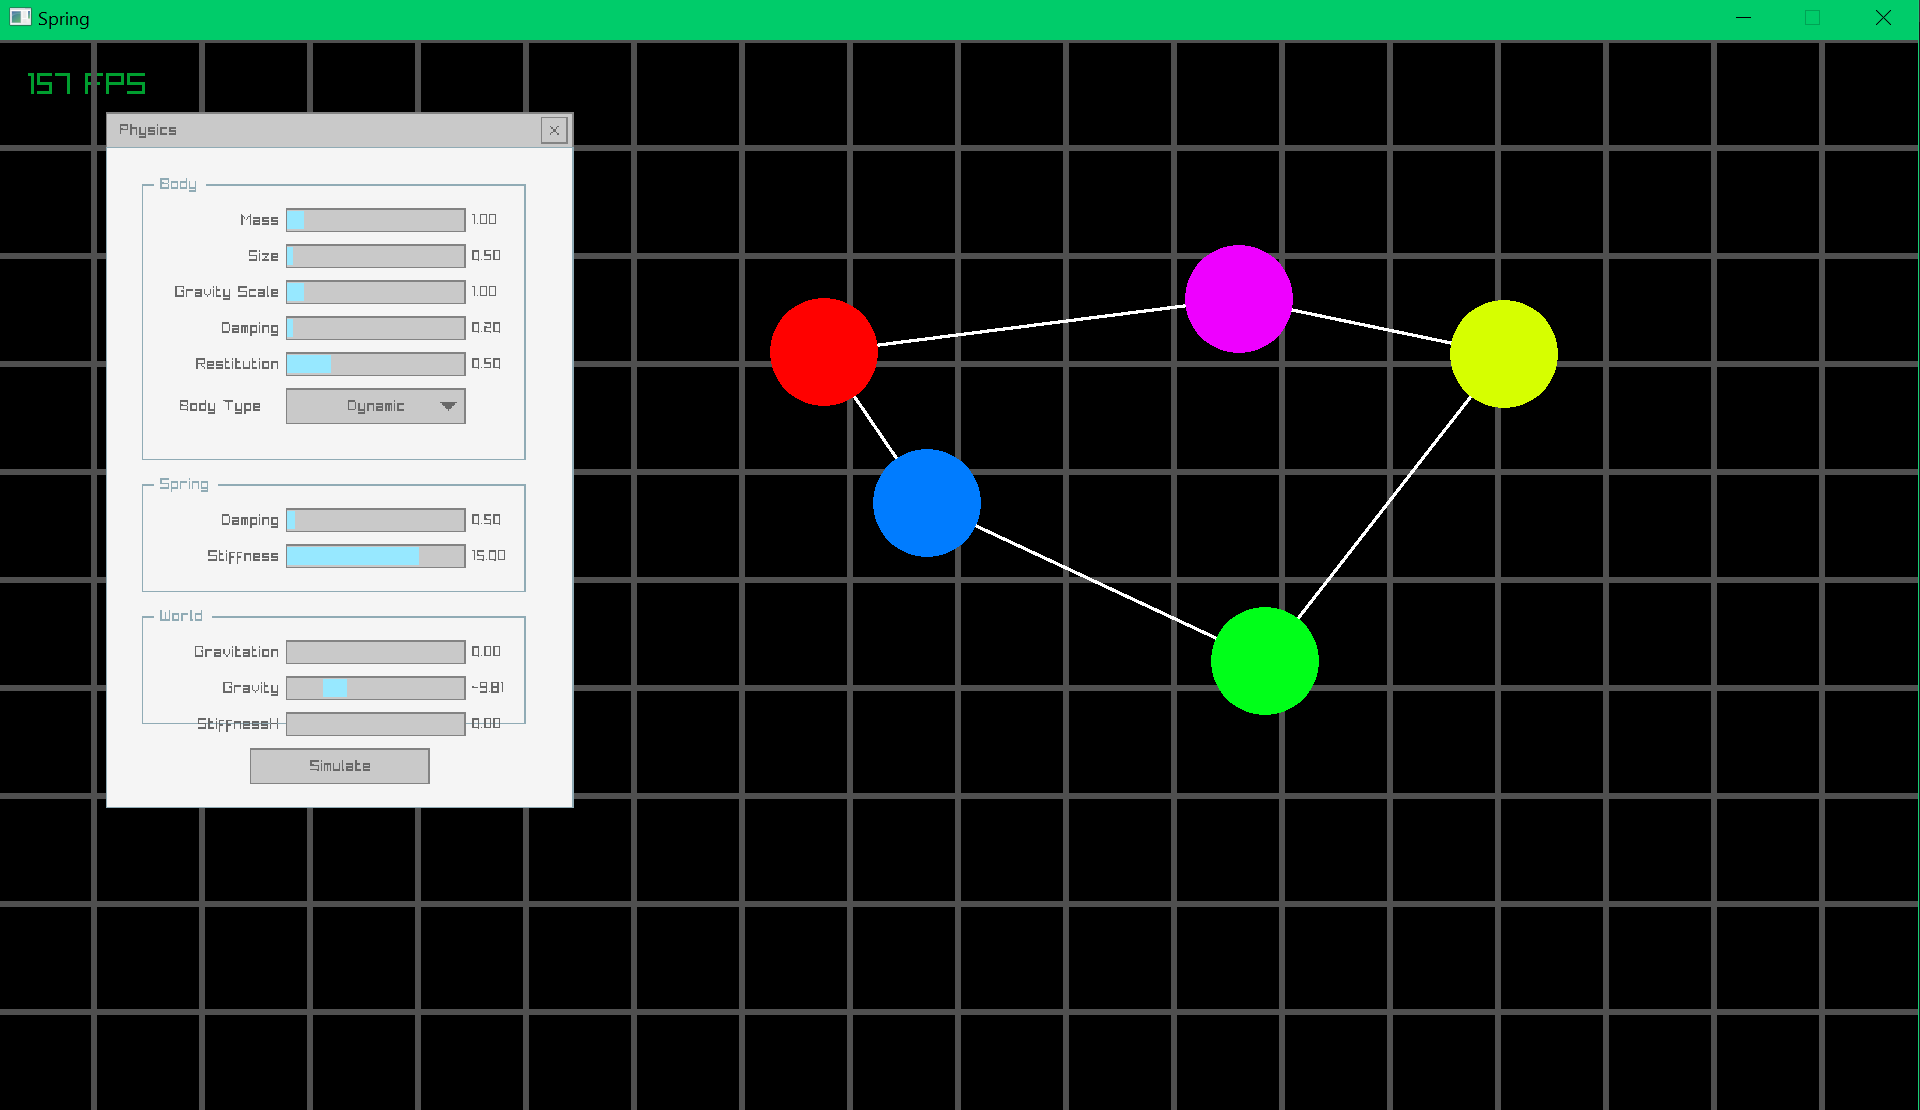 Spring
157 FPS
Physics
Body
Mass 1.00
Size 0.50
Gravity Scale 1.00
Damping 0.20
Restitution 0.50
Body Type Dynamic
Spring
Damping 0.50
Stiffness 15.00
World
Gravitation 0.00
Gravity -9.81
StiffnessH 0.00
Simulate